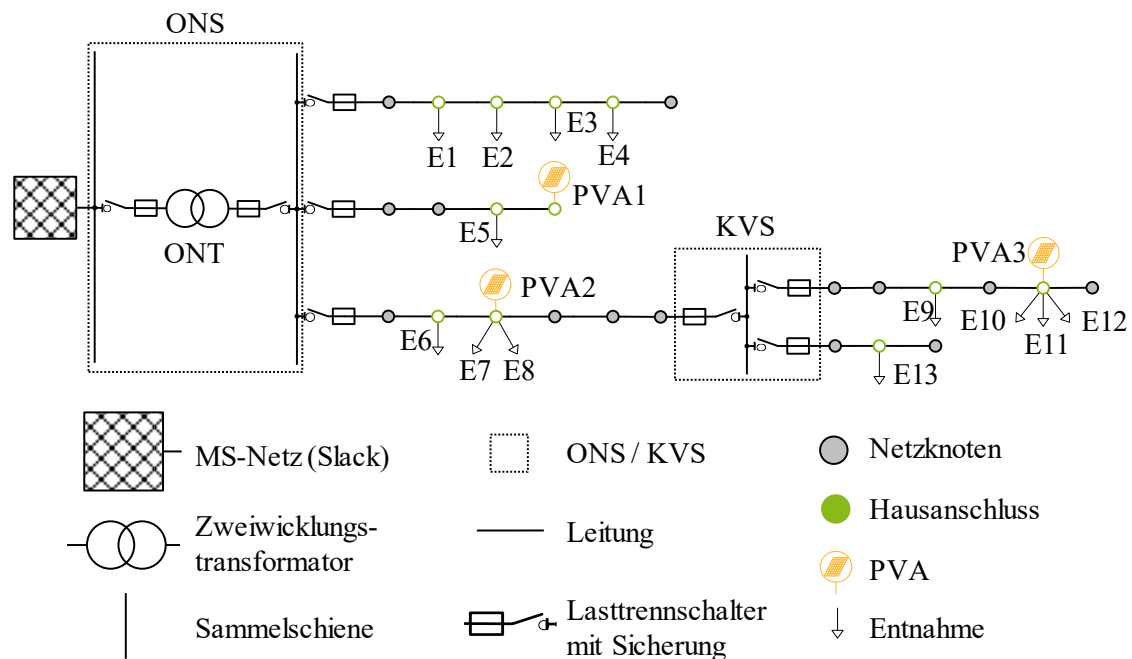 ONS
E1
E2
E3
E4
PVA1
E5
ONT
KVS
PVA3
PVA2
E6
E7
E8
E9
E10
E11
E12
E13
MS-Netz (Slack)
ONS / KVS
Netzknoten
Hausanschluss
Zweiwicklungs-
transformator
Leitung
PVA
Sammelschiene
Lasttrennschalter
mit Sicherung
Entnahme